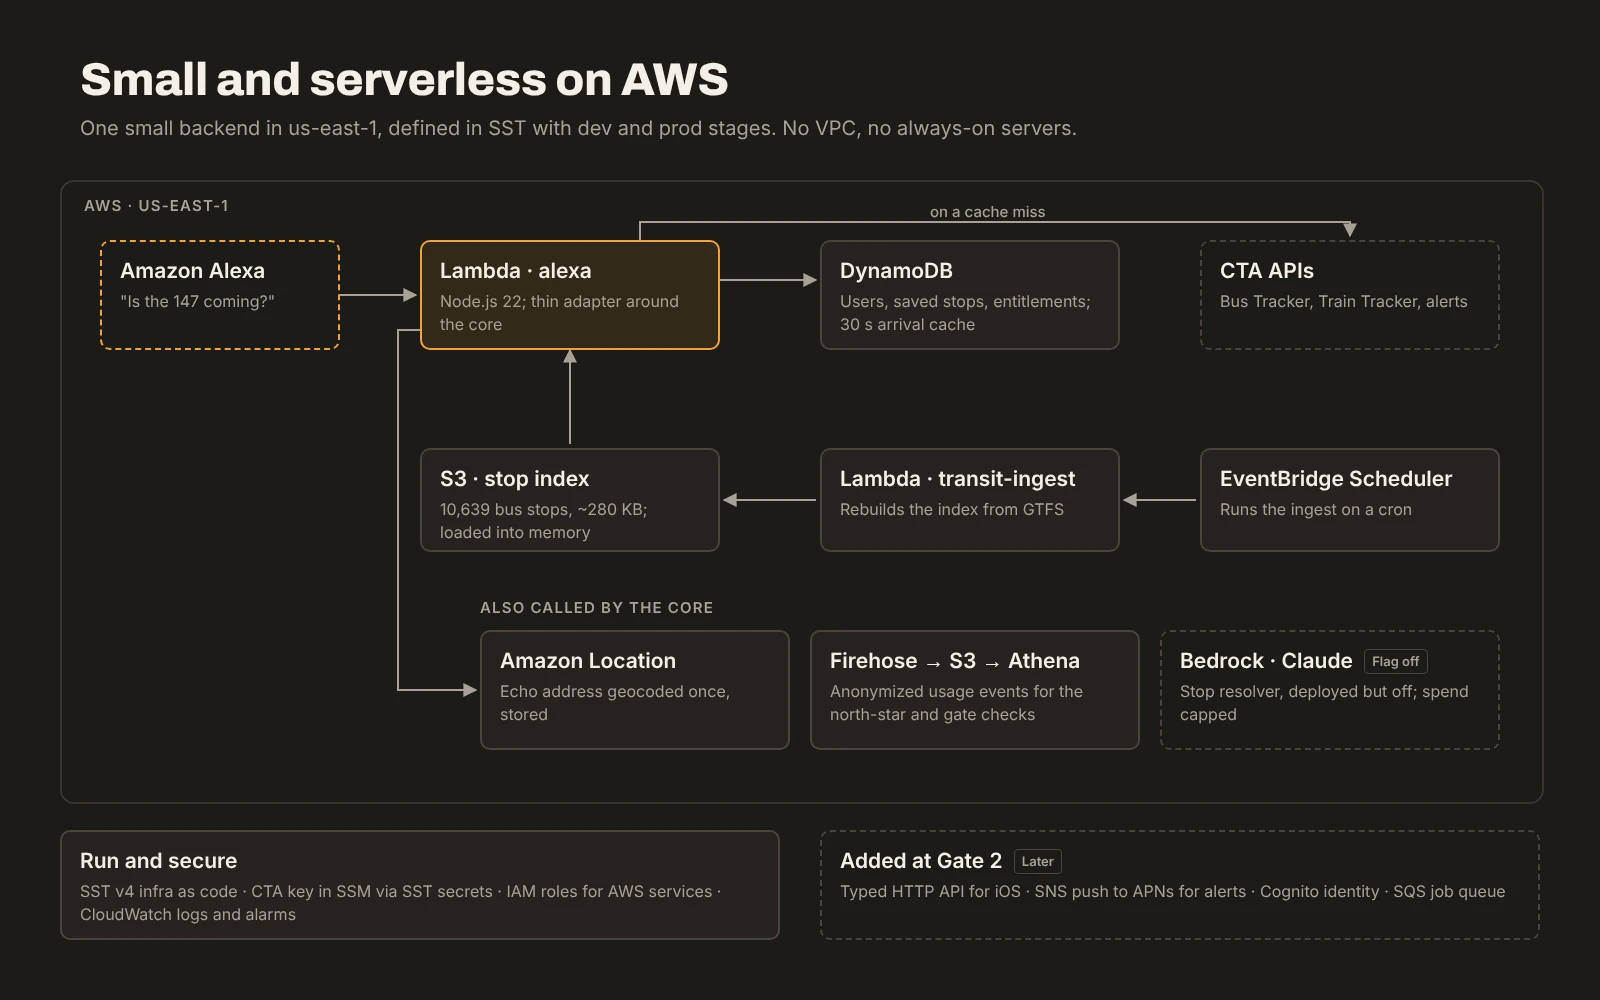 Small and serverless on AWS
One small backend in us-east-1, defined in SST with dev and prod stages. No VPC, no always-on servers.
AWS · US-EAST-1
on a cache miss
Amazon Alexa
"Is the 147 coming?"
Lambda · alexa
Node.js 22; thin adapter around
the core
DynamoDB
Users, saved stops, entitlements;
30 s arrival cache
CTA APIs
Bus Tracker, Train Tracker, alerts
S3 · stop index
10,639 bus stops, ~280 KB;
loaded into memory
Lambda · transit-ingest
Rebuilds the index from GTFS
EventBridge Scheduler
Runs the ingest on a cron
ALSO CALLED BY THE CORE
Amazon Location
Echo address geocoded once,
stored
Firehose → S3 → Athena
Anonymized usage events for the
north-star and gate checks
Bedrock · Claude Flag off
Stop resolver, deployed but off; spend
capped
Run and secure
SST v4 infra as code · CTA key in SSM via SST secrets · IAM roles for AWS services ·
CloudWatch logs and alarms
Added at Gate 2 Later
Typed HTTP API for iOS · SNS push to APNs for alerts · Cognito identity · SQS job queue